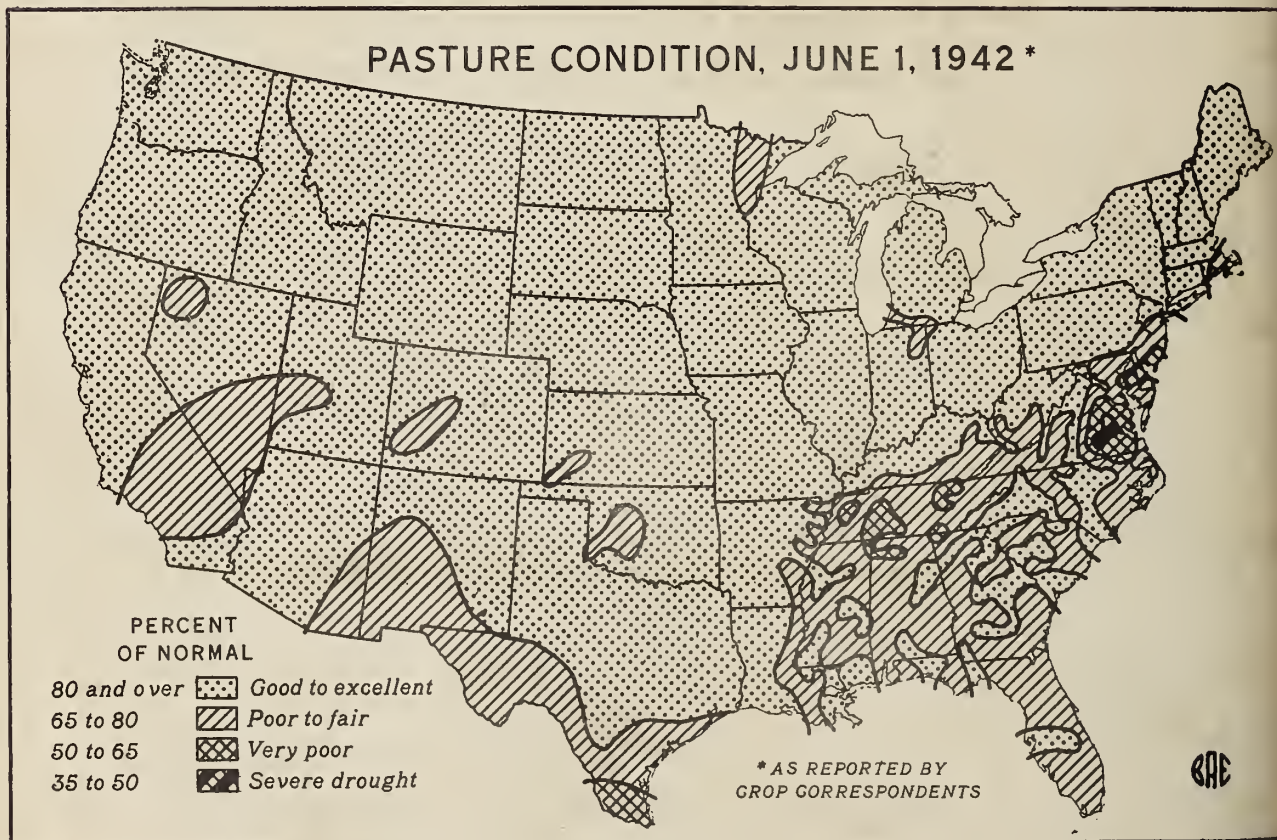 PASTURE CONDITION, JUNE 1, 1942*
PERCENT
OF NORMAL
80 and over Good to excellent
65 to 80 Poor to fair
50 to 65 Very poor
35 to 50 Severe drought
* AS REPORTED BY
CROP CORRESPONDENTS
BAE